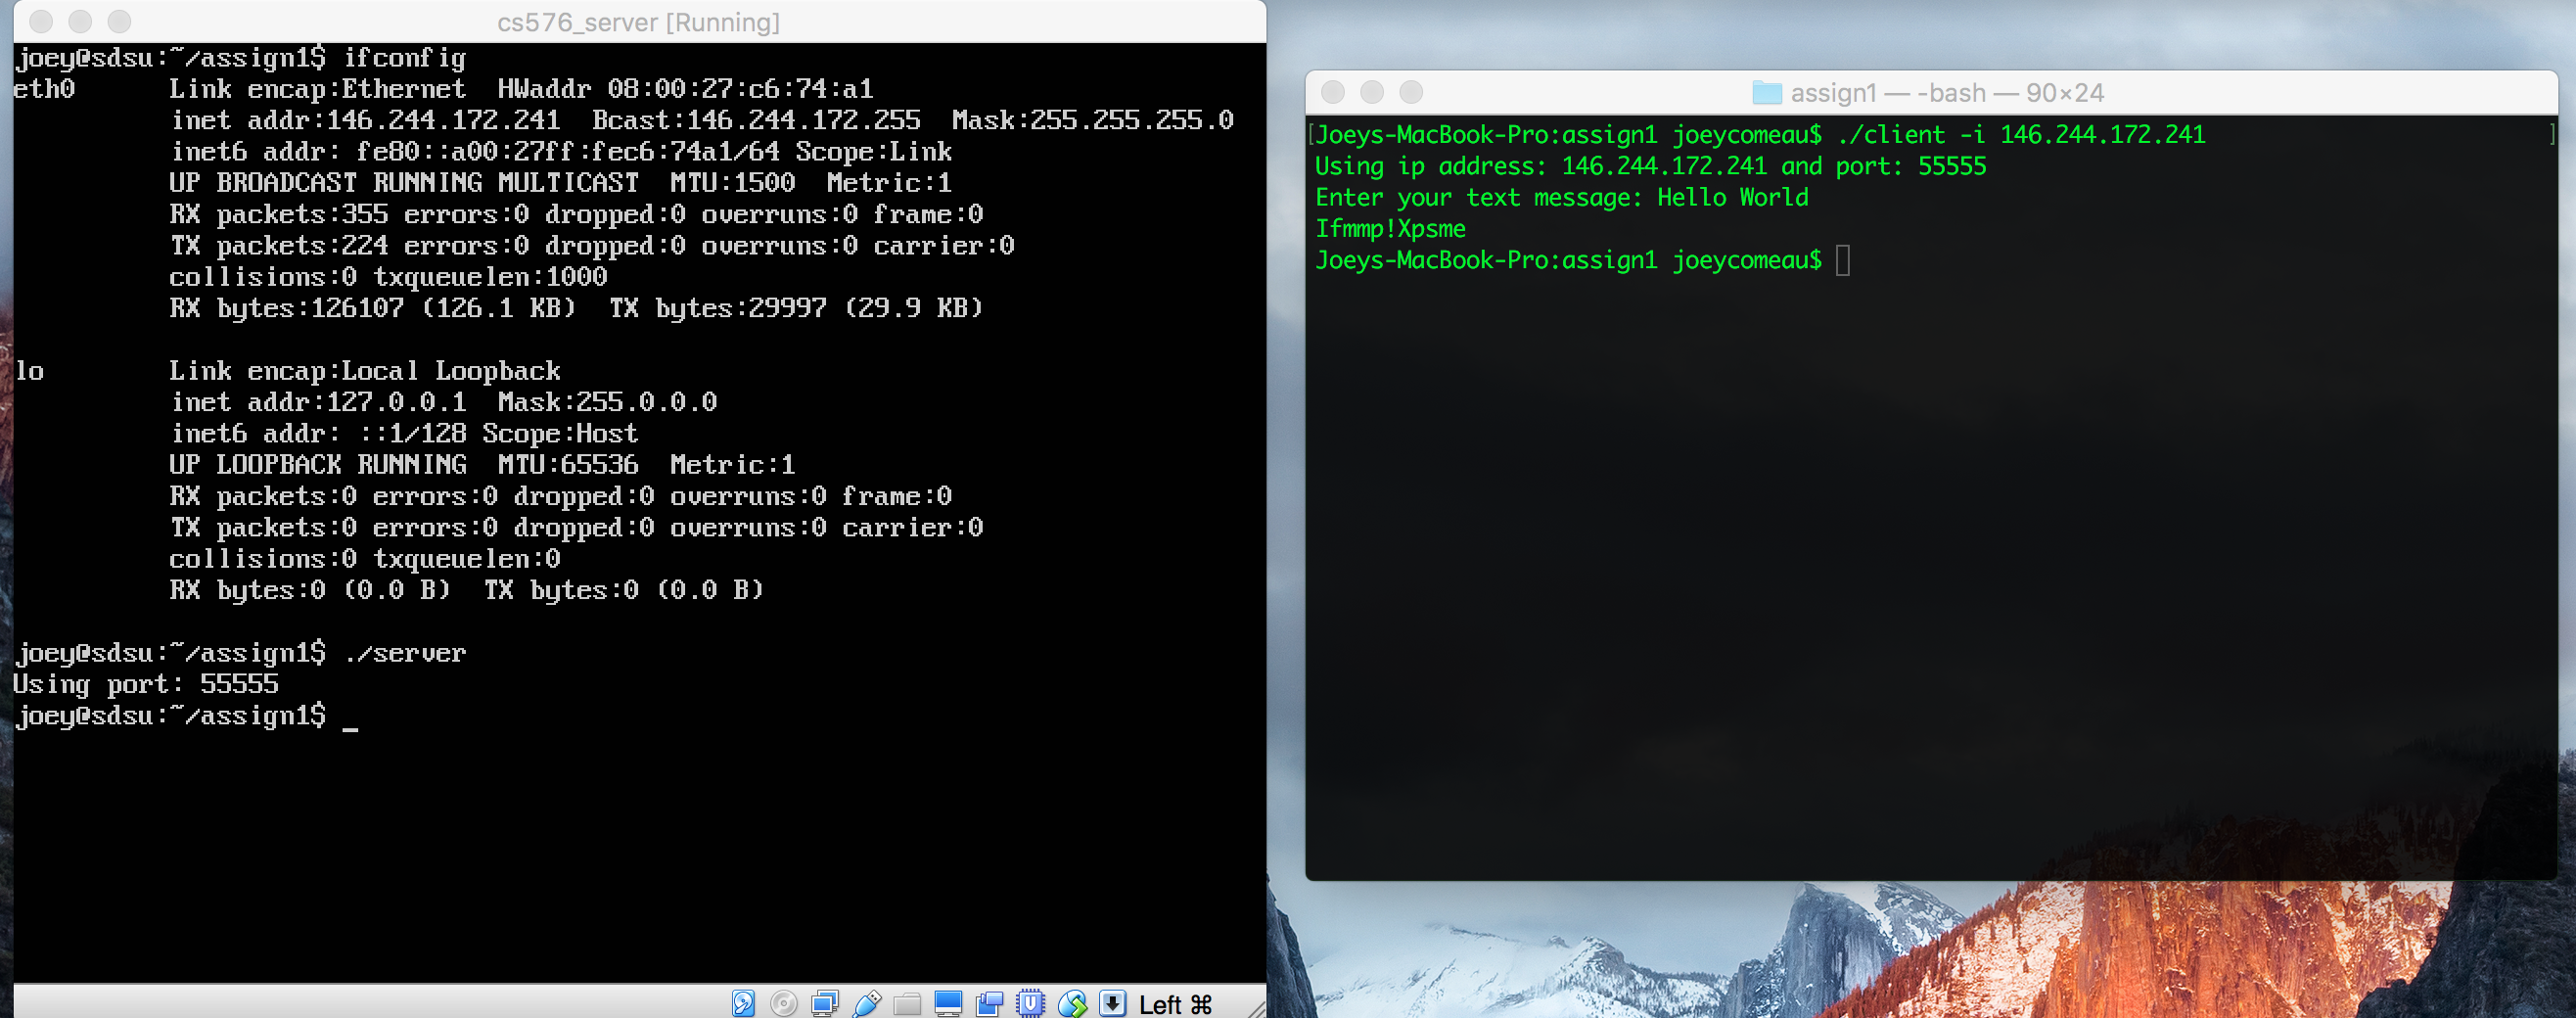 cs576_server [Running]
joey@sdsu:~/assign1$ ifconfig
eth0      Link encap:Ethernet  HWaddr 08:00:27:c6:74:a1
          inet addr:146.244.172.241  Bcast:146.244.172.255  Mask:255.255.255.0
          inet6 addr: fe80::a00:27ff:fec6:74a1/64 Scope:Link
          UP BROADCAST RUNNING MULTICAST  MTU:1500  Metric:1
          RX packets:355 errors:0 dropped:0 overruns:0 frame:0
          TX packets:224 errors:0 dropped:0 overruns:0 carrier:0
          collisions:0 txqueuelen:1000
          RX bytes:126107 (126.1 KB)  TX bytes:29997 (29.9 KB)
lo        Link encap:Local Loopback
          inet addr:127.0.0.1  Mask:255.0.0.0
          inet6 addr: ::1/128 Scope:Host
          UP LOOPBACK RUNNING  MTU:65536  Metric:1
          RX packets:0 errors:0 dropped:0 overruns:0 frame:0
          TX packets:0 errors:0 dropped:0 overruns:0 carrier:0
          collisions:0 txqueuelen:0
          RX bytes:0 (0.0 B)  TX bytes:0 (0.0 B)
joey@sdsu:~/assign1$ ./server
Using port: 55555
joey@sdsu:~/assign1$ _
Left ⌘
assign1 — -bash — 90×24
[Joeys-MacBook-Pro:assign1 joeycomeau$ ./client -i 146.244.172.241 ]
Using ip address: 146.244.172.241 and port: 55555
Enter your text message: Hello World
Ifmmp!Xpsme
Joeys-MacBook-Pro:assign1 joeycomeau$